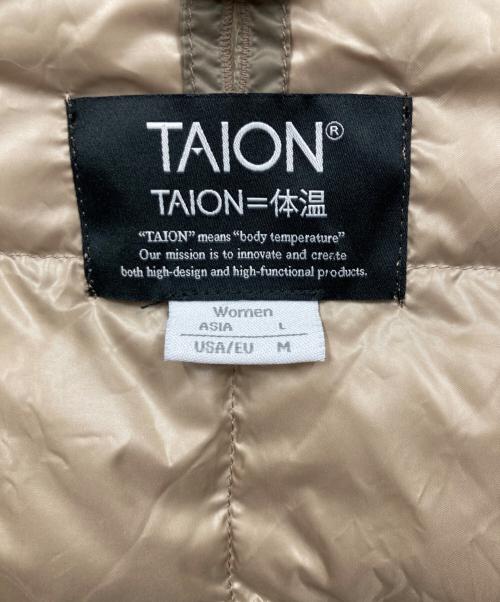 TAION®
TAION=体温
“TAION” means “body temperature”
Our mission is to innovate and create
both high-design and high-functional products.
Women
ASIA L
USA/EU M